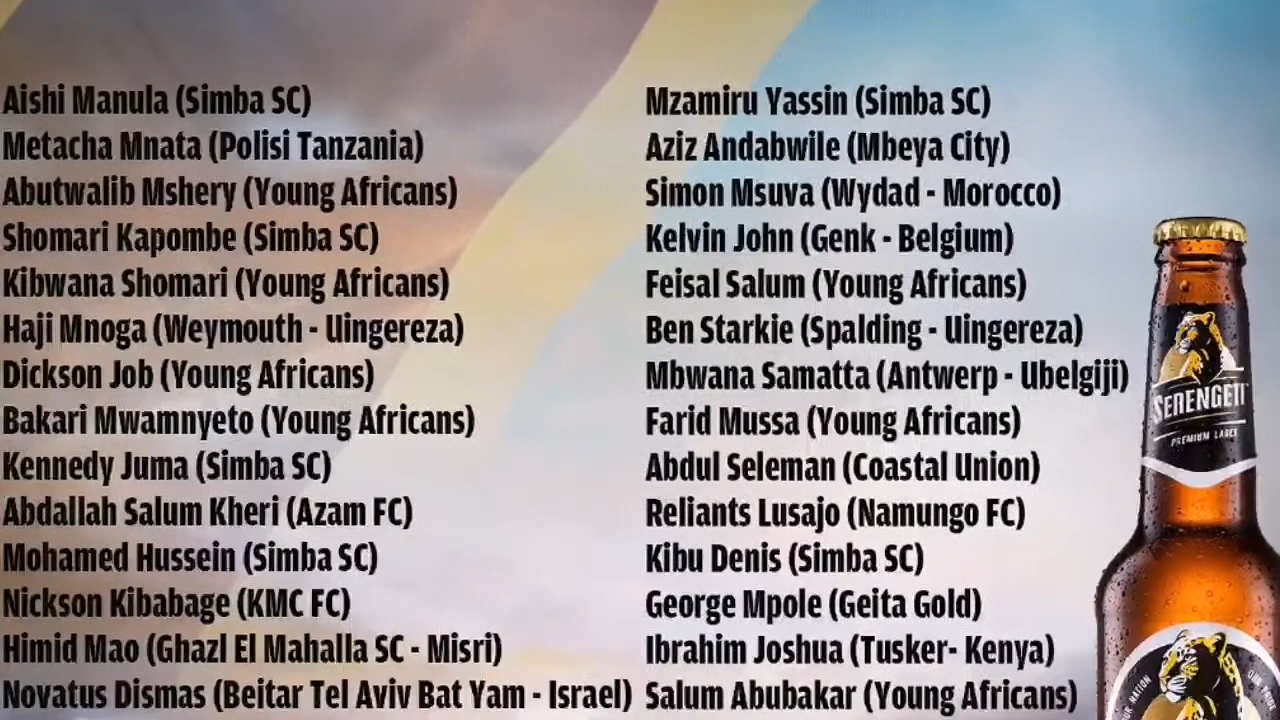 Aishi Manula (Simba SC)
Metacha Mnata (Polisi Tanzania)
Abutwalib Mshery (Young Africans)
Shomari Kapombe (Simba SC)
Kibwana Shomari (Young Africans)
Haji Mnoga (Weymouth - Uingereza)
Dickson Job (Young Africans)
Bakari Mwamnyeto (Young Africans)
Kennedy Juma (Simba SC)
Abdallah Salum Kheri (Azam FC)
Mohamed Hussein (Simba SC)
Nickson Kibabage (KMC FC)
Himid Mao (Ghazl El Mahalla SC - Misri)
Novatus Dismas (Beitar Tel Aviv Bat Yam - Israel)
Mzamiru Yassin (Simba SC)
Aziz Andabwile (Mbeya City)
Simon Msuva (Wydad - Morocco)
Kelvin John (Genk - Belgium)
Feisal Salum (Young Africans)
Ben Starkie (Spalding - Uingereza)
Mbwana Samatta (Antwerp - Ubelgiji)
Farid Mussa (Young Africans)
Abdul Seleman (Coastal Union)
Reliants Lusajo (Namungo FC)
Kibu Denis (Simba SC)
George Mpole (Geita Gold)
Ibrahim Joshua (Tusker- Kenya)
Salum Abubakar (Young Africans)
SERENGETI
PREMIUM LAGER